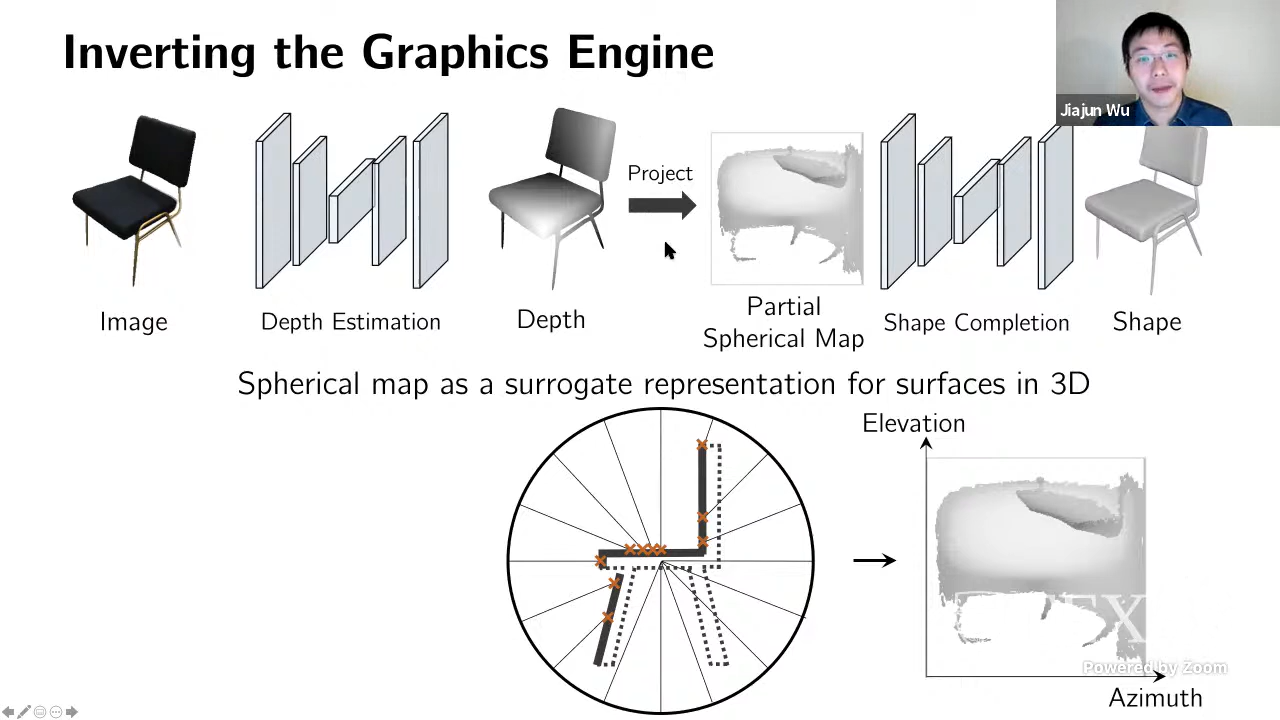 Inverting the Graphics Engine
Jiajun Wu
Project
Image
Depth Estimation
Depth
Partial
Spherical Map
Shape Completion
Shape
Spherical map as a surrogate representation for surfaces in 3D
Elevation
Powered by Zoom
Azimuth